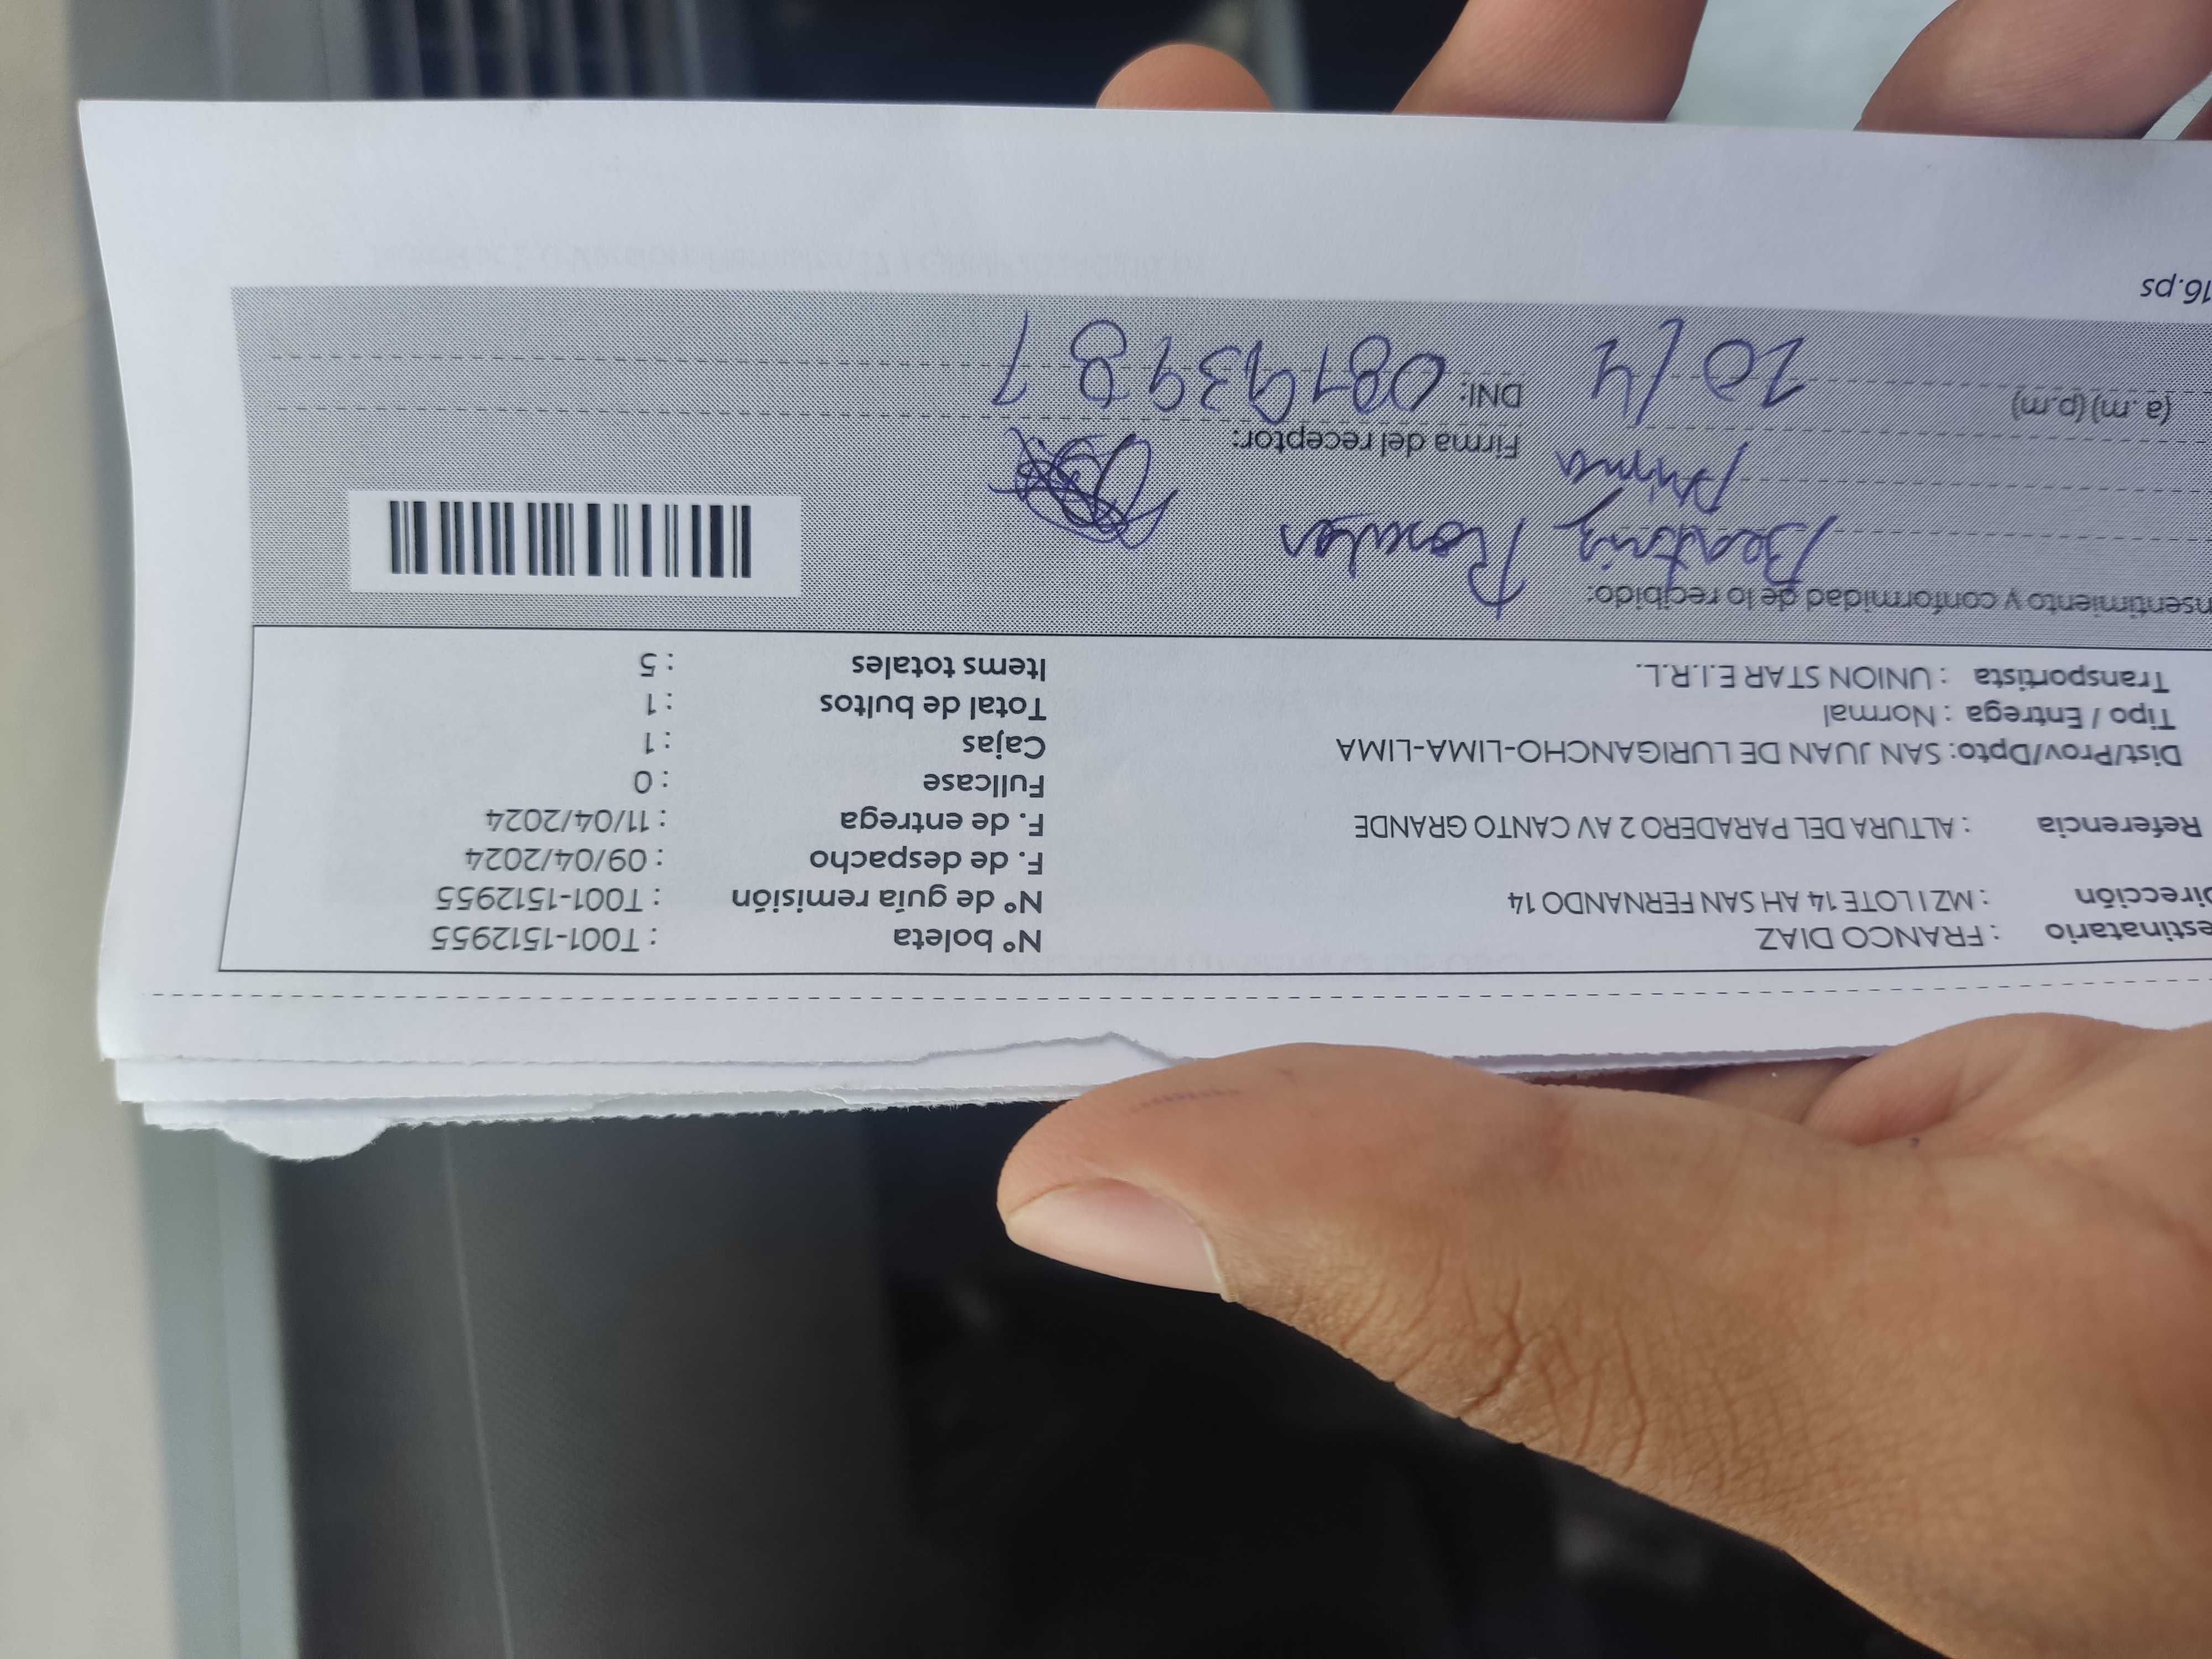 estinatario : FRANCO DIAZ
Dirección : MZ I LOTE 14 AH SAN FERNANDO 14
Referencia : ALTURA DEL PARADERO 2 AV CANTO GRANDE
Dist/Prov/Dpto: SAN JUAN DE LURIGANCHO-LIMA-LIMA
Tipo / Entrega : Normal
Transportista : UNION STAR E.I.R.L.
N° boleta : T001-1512955
N° de guía remisión : T001-1512955
F. de despacho : 09/04/2024
F. de entrega : 11/04/2024
Fullcase : 0
Cajas : 1
Total de bultos : 1
Items totales : 5
nsentimiento y conformidad de lo recibido:
Beatriz Rosales
prima
Firma del receptor:
(a.m)(p.m) 10/4
DNI:
16.ps